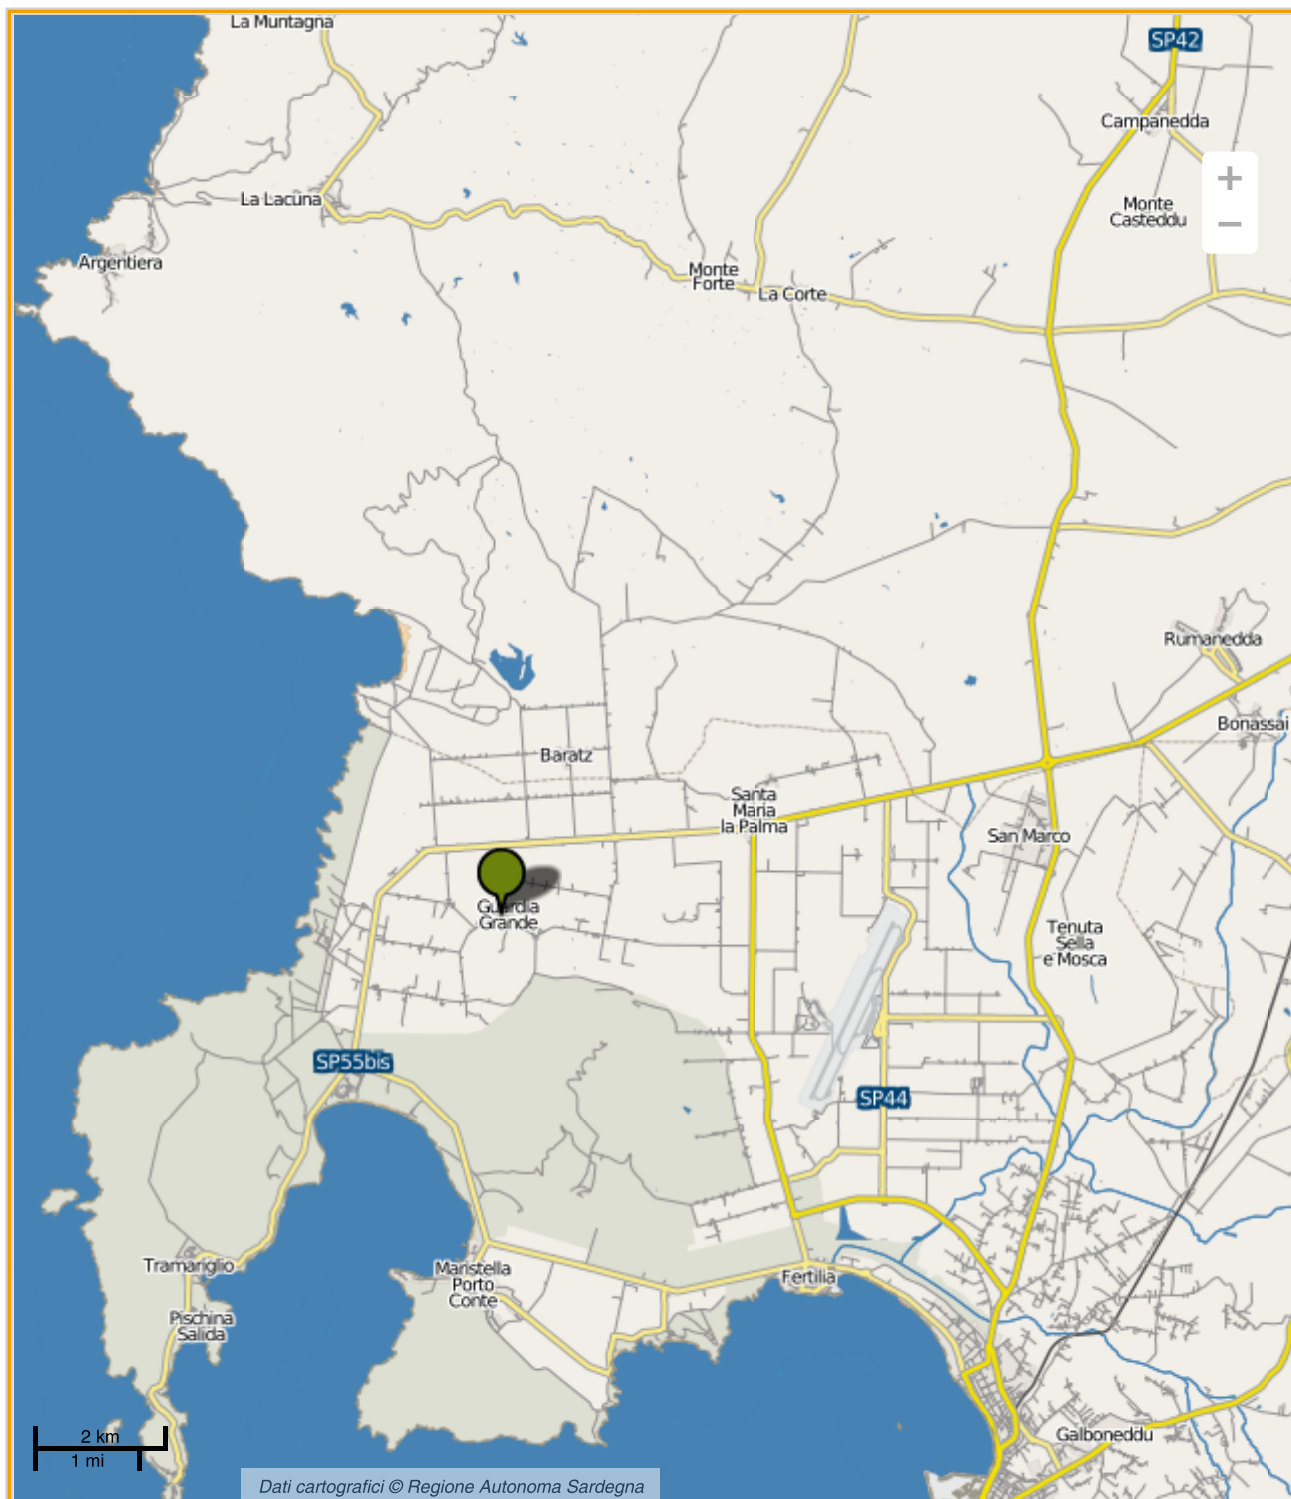 La Muntagna
SP42
Campanedda
+
La Lacuna
Monte
Casteddu
−
Argentiera
Monte
Forte
La Corte
Rumanedda
Bonassai
Baratz
Santa
Maria
la Palma
San Marco
Guardia
Grande
Tenuta
Sella
e Mosca
SP55bis
SP44
Tramariglio
Maristella
Porto
Conte
Fertilia
Pischina
Salida
Galboneddu
2 km
1 mi
Dati cartografici © Regione Autonoma Sardegna